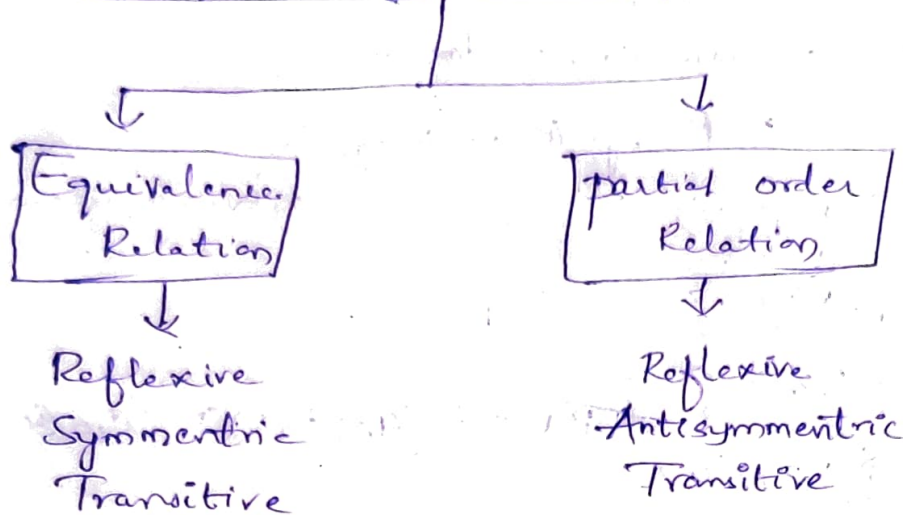 Equivalence
Relation
partial order
Relation
Reflexive
Symmentric
Transitive
Reflexive
Antisymmentric
Transitive